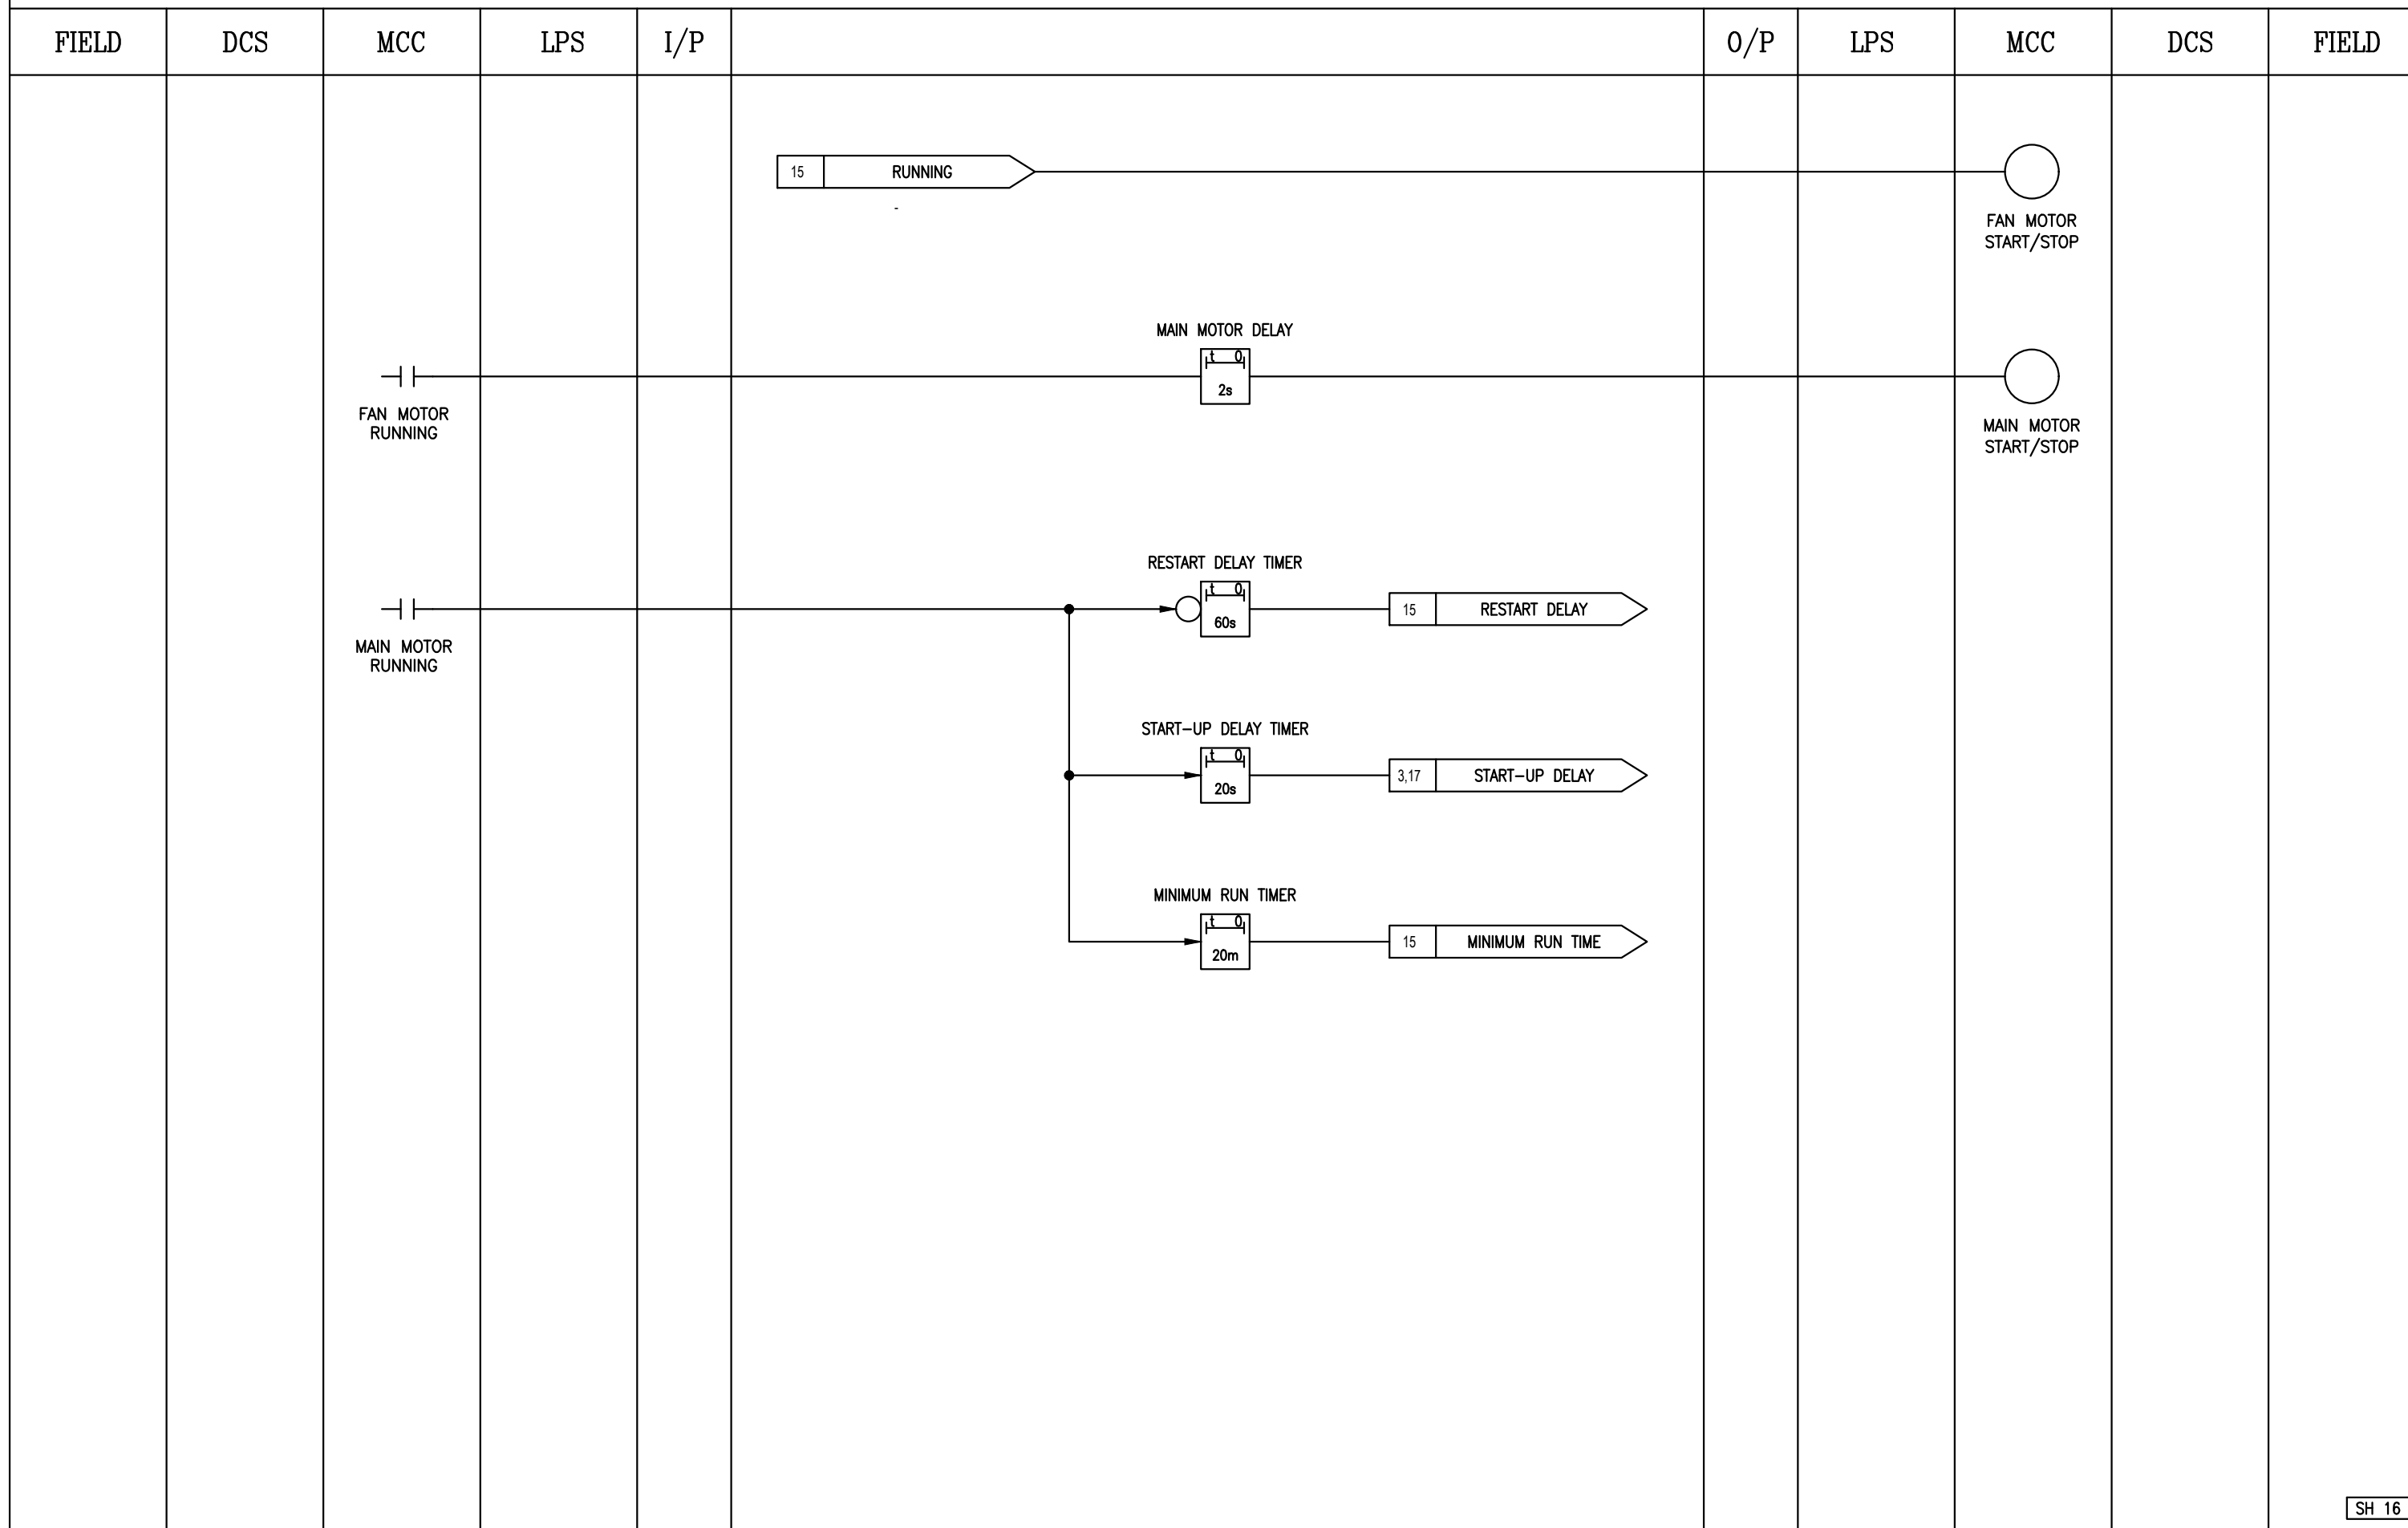 FIELD DCS MCC LPS I/P O/P LPS MCC DCS FIELD
15 RUNNING
-
FAN MOTOR
START/STOP
MAIN MOTOR DELAY
t 0
2s
FAN MOTOR
RUNNING
MAIN MOTOR
START/STOP
RESTART DELAY TIMER
t 0
60s
15 RESTART DELAY
MAIN MOTOR
RUNNING
START-UP DELAY TIMER
t 0
20s
3,17 START-UP DELAY
MINIMUM RUN TIMER
t 0
20m
15 MINIMUM RUN TIME
SH 16